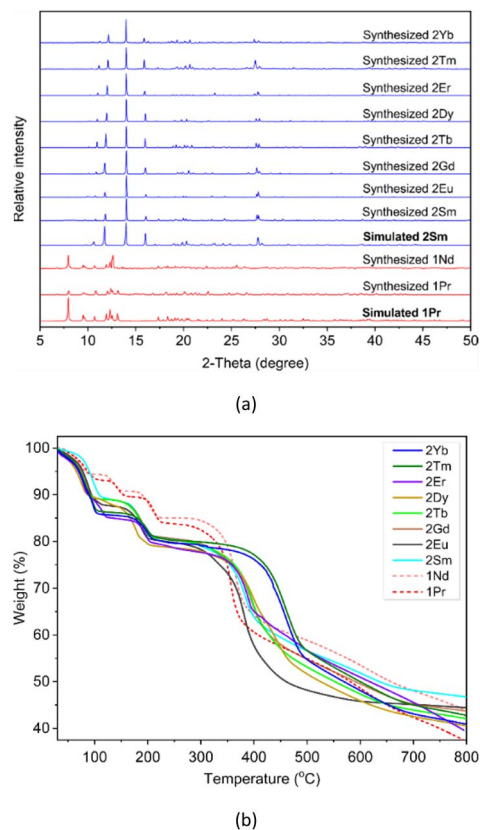 Relative intensity
Synthesized 2Yb
Synthesized 2Tm
Synthesized 2Er
Synthesized 2Dy
Synthesized 2Tb
Synthesized 2Gd
Synthesized 2Eu
Synthesized 2Sm
Simulated 2Sm
Synthesized 1Nd
Synthesized 1Pr
Simulated 1Pr
5 10 15 20 25 30 35 40 45 50
2-Theta (degree)
(a)
Weight (%)
100
90
80
70
60
50
40
2Yb
2Tm
2Er
2Dy
2Tb
2Gd
2Eu
2Sm
1Nd
1Pr
100 200 300 400 500 600 700 800
Temperature (°C)
(b)